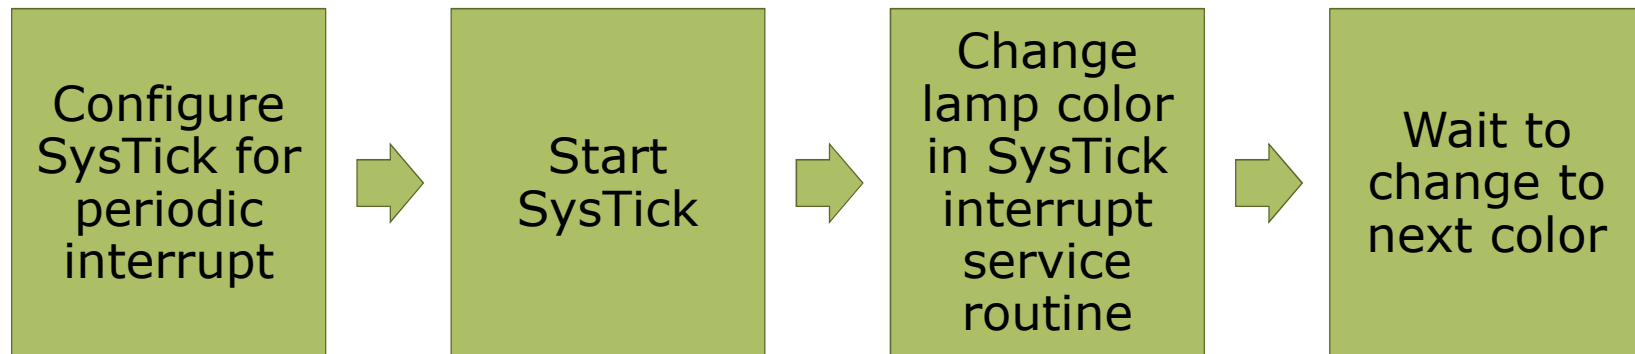 Configure
SysTick for
periodic
interrupt
Start
SysTick
Change
lamp color
in SysTick
interrupt
service
routine
Wait to
change to
next color